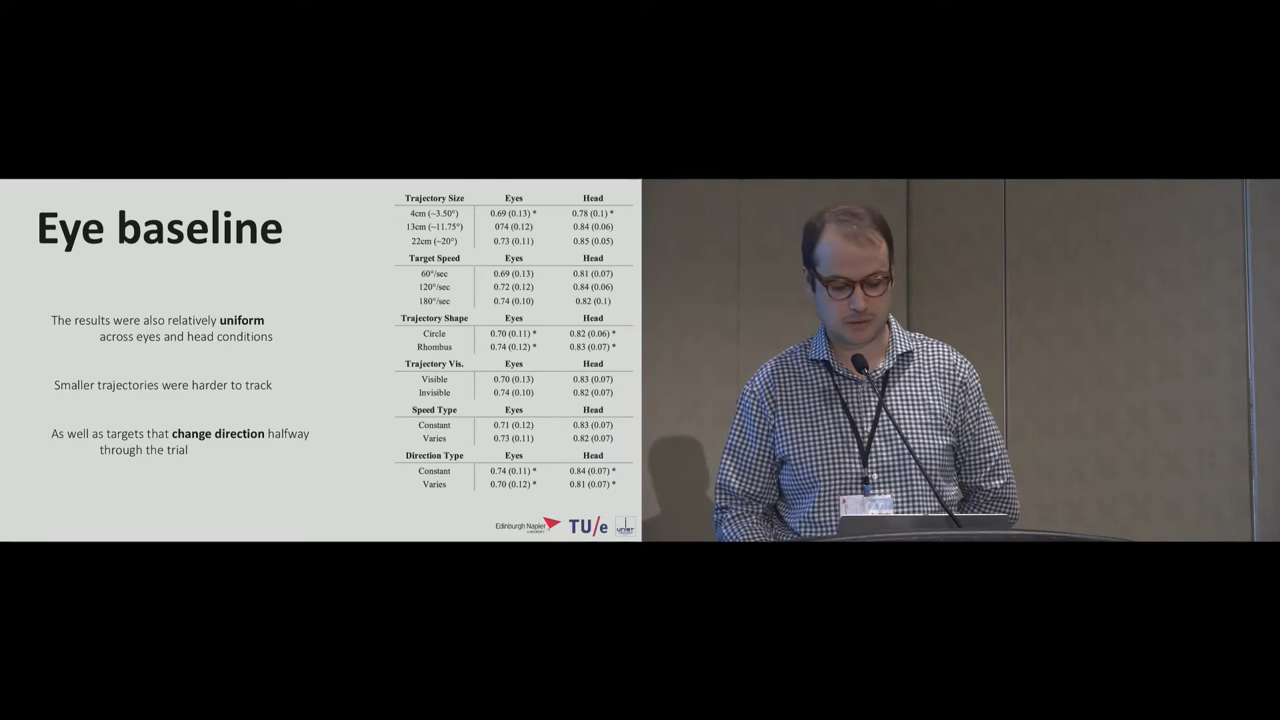 Eye baseline
The results were also relatively uniform
across eyes and head conditions
Smaller trajectories were harder to track
As well as targets that change direction halfway
through the trial
Trajectory Size Eyes Head
4cm (~3.50°) 0.69 (0.13) * 0.78 (0.1) *
13cm (~11.75°) 074 (0.12) 0.84 (0.06)
22cm (~20°) 0.73 (0.11) 0.85 (0.05)
Target Speed Eyes Head
60°/sec 0.69 (0.13) 0.81 (0.07)
120°/sec 0.72 (0.12) 0.84 (0.06)
180°/sec 0.74 (0.10) 0.82 (0.1)
Trajectory Shape Eyes Head
Circle 0.70 (0.11) * 0.82 (0.06) *
Rhombus 0.74 (0.12) * 0.83 (0.07) *
Trajectory Vis. Eyes Head
Visible 0.70 (0.13) 0.83 (0.07)
Invisible 0.74 (0.10) 0.82 (0.07)
Speed Type Eyes Head
Constant 0.71 (0.12) 0.83 (0.07)
Varies 0.73 (0.11) 0.82 (0.07)
Direction Type Eyes Head
Constant 0.74 (0.11) * 0.84 (0.07) *
Varies 0.70 (0.12) * 0.81 (0.07) *
Edinburgh Napier
UNIVERSITY
TU/e
UNIST